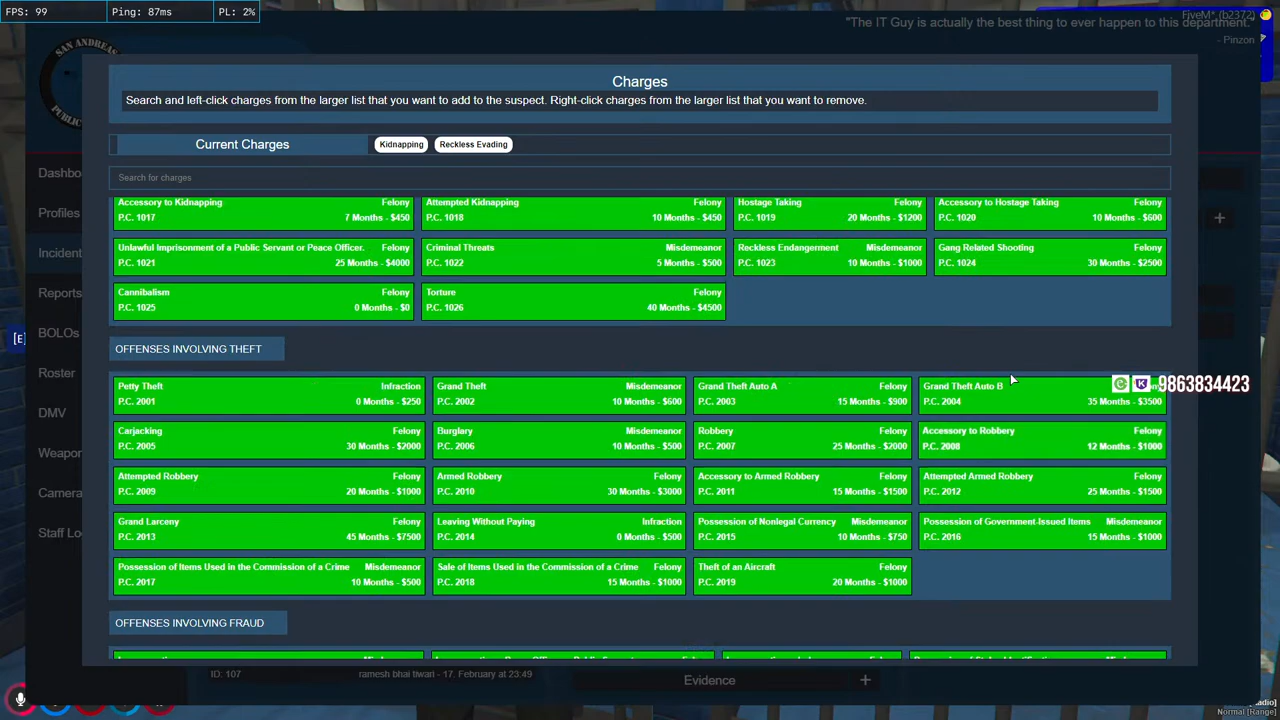 FPS: 99 Ping: 87ms PL: 2%
FiveM* (b2372)
"The IT Guy is actually the best thing to ever happen to this department."
- Pinzon
SAN ANDREAS
PUBLIC
Charges
Search and left-click charges from the larger list that you want to add to the suspect. Right-click charges from the larger list that you want to remove.
Current Charges Kidnapping Reckless Evading
Search for charges
Dashbo
Profiles
Incident
Reports
BOLOs
Roster
DMV
Weapon
Camera
Staff Lo
[E]
Accessory to Kidnapping Felony
P.C. 1017 7 Months - $450
Attempted Kidnapping Felony
P.C. 1018 10 Months - $450
Hostage Taking Felony
P.C. 1019 20 Months - $1200
Accessory to Hostage Taking Felony
P.C. 1020 10 Months - $600
Unlawful Imprisonment of a Public Servant or Peace Officer. Felony
P.C. 1021 25 Months - $4000
Criminal Threats Misdemeanor
P.C. 1022 5 Months - $500
Reckless Endangerment Misdemeanor
P.C. 1023 10 Months - $1000
Gang Related Shooting Felony
P.C. 1024 30 Months - $2500
Cannibalism Felony
P.C. 1025 0 Months - $0
Torture Felony
P.C. 1026 40 Months - $4500
OFFENSES INVOLVING THEFT
Petty Theft Infraction
P.C. 2001 0 Months - $250
Grand Theft Misdemeanor
P.C. 2002 10 Months - $600
Grand Theft Auto A Felony
P.C. 2003 15 Months - $900
Grand Theft Auto B
P.C. 2004 35 Months - $3500
9863834423
Carjacking Felony
P.C. 2005 30 Months - $2000
Burglary Misdemeanor
P.C. 2006 10 Months - $500
Robbery Felony
P.C. 2007 25 Months - $2000
Accessory to Robbery Felony
P.C. 2008 12 Months - $1000
Attempted Robbery Felony
P.C. 2009 20 Months - $1000
Armed Robbery Felony
P.C. 2010 30 Months - $3000
Accessory to Armed Robbery Felony
P.C. 2011 15 Months - $1500
Attempted Armed Robbery Felony
P.C. 2012 25 Months - $1500
Grand Larceny Felony
P.C. 2013 45 Months - $7500
Leaving Without Paying Infraction
P.C. 2014 0 Months - $500
Possession of Nonlegal Currency Misdemeanor
P.C. 2015 10 Months - $750
Possession of Government-Issued Items Misdemeanor
P.C. 2016 15 Months - $1000
Possession of Items Used in the Commission of a Crime Misdemeanor
P.C. 2017 10 Months - $500
Sale of Items Used in the Commission of a Crime Felony
P.C. 2018 15 Months - $1000
Theft of an Aircraft Felony
P.C. 2019 20 Months - $1000
OFFENSES INVOLVING FRAUD
ID: 107 ramesh bhai tiwari - 17. February at 23:49
Evidence +
Normal [Range]